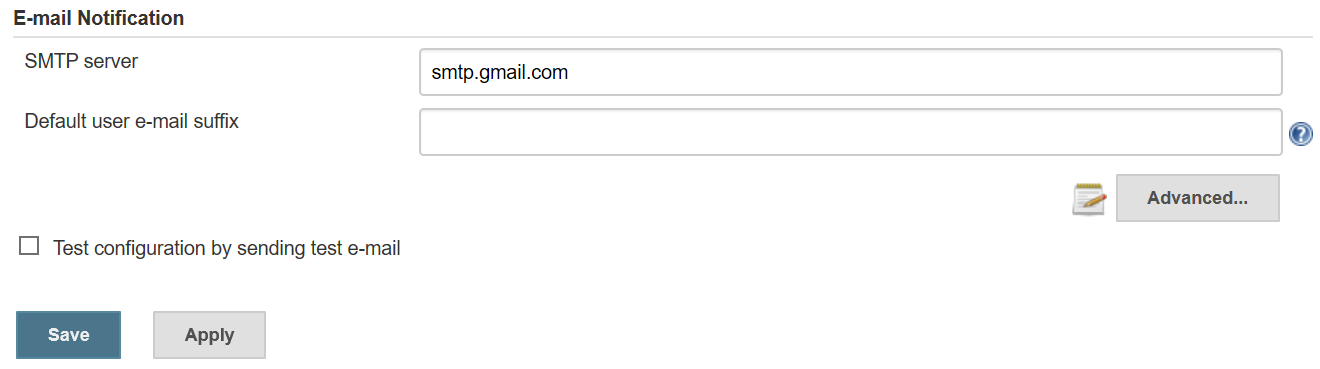 E-mail Notification
SMTP server
smtp.gmail.com
Default user e-mail suffix
?
Advanced...
Test configuration by sending test e-mail
Save Apply